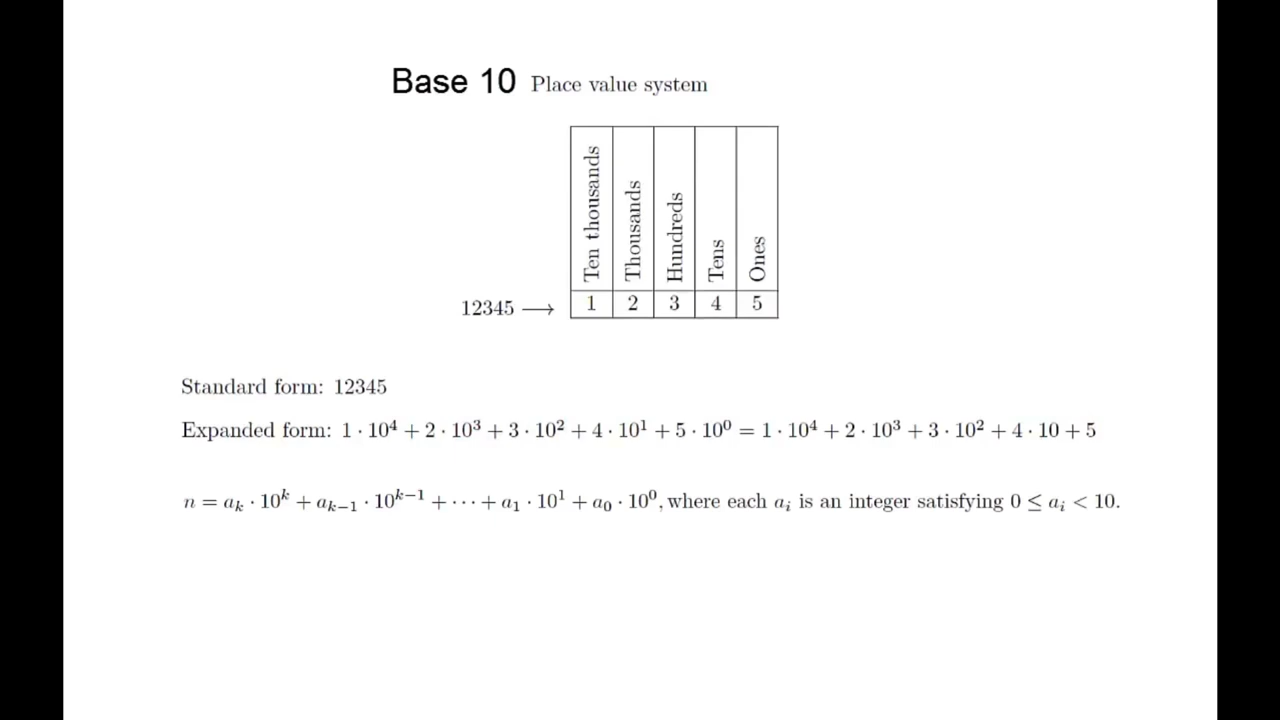 Base 10 Place value system
Ten thousands
Thousands
Hundreds
Tens
Ones
12345 ⟶ 1 2 3 4 5
Standard form: 12345
Expanded form: 1 · 10⁴ + 2 · 10³ + 3 · 10² + 4 · 10¹ + 5 · 10⁰ = 1 · 10⁴ + 2 · 10³ + 3 · 10² + 4 · 10 + 5
n = aₖ · 10ᵏ + aₖ₋₁ · 10ᵏ⁻¹ + ⋯ + a₁ · 10¹ + a₀ · 10⁰, where each aᵢ is an integer satisfying 0 ≤ aᵢ < 10.